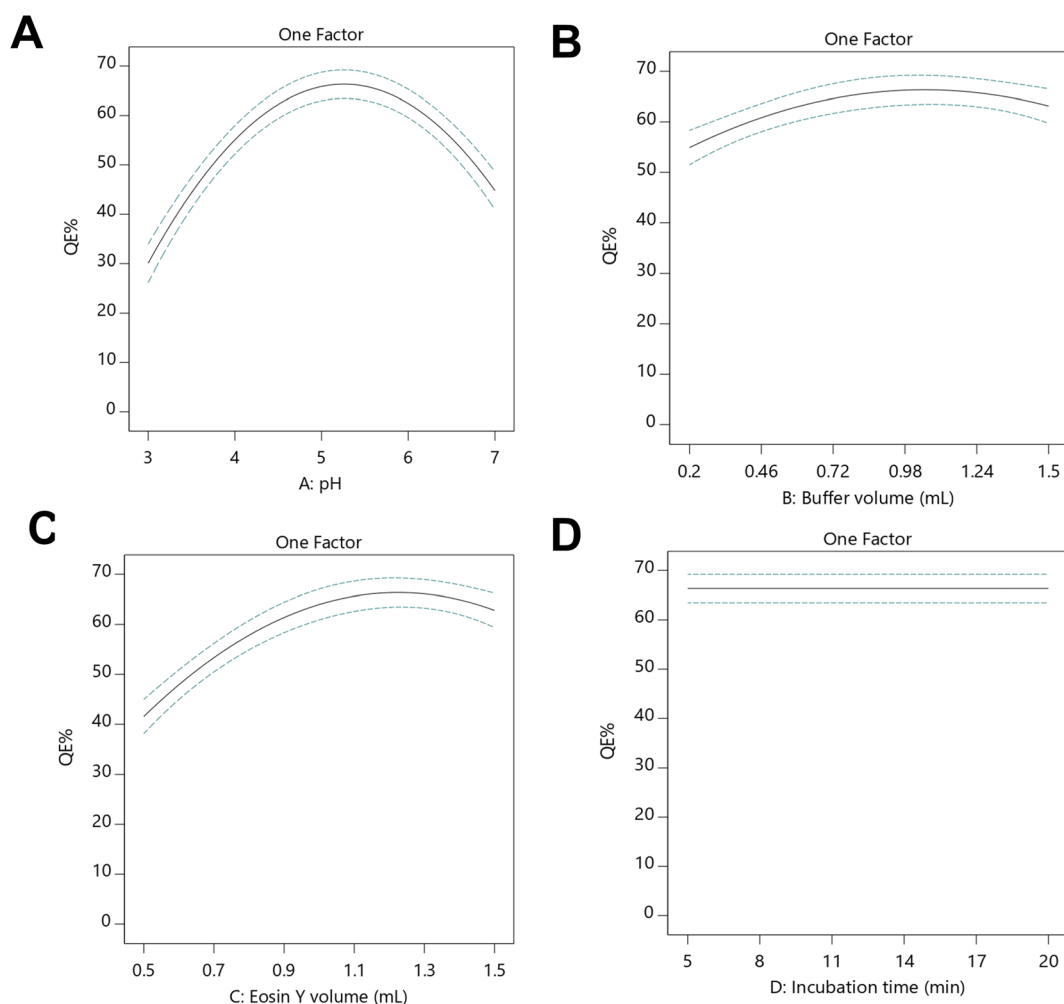 A
One Factor
70
60
50
40
30
20
10
0
QE%
3 4 5 6 7
A: pH
B
One Factor
70
60
50
40
30
20
10
0
QE%
0.2 0.46 0.72 0.98 1.24 1.5
B: Buffer volume (mL)
C
One Factor
70
60
50
40
30
20
10
0
QE%
0.5 0.7 0.9 1.1 1.3 1.5
C: Eosin Y volume (mL)
D
One Factor
70
60
50
40
30
20
10
0
QE%
5 8 11 14 17 20
D: Incubation time (min)